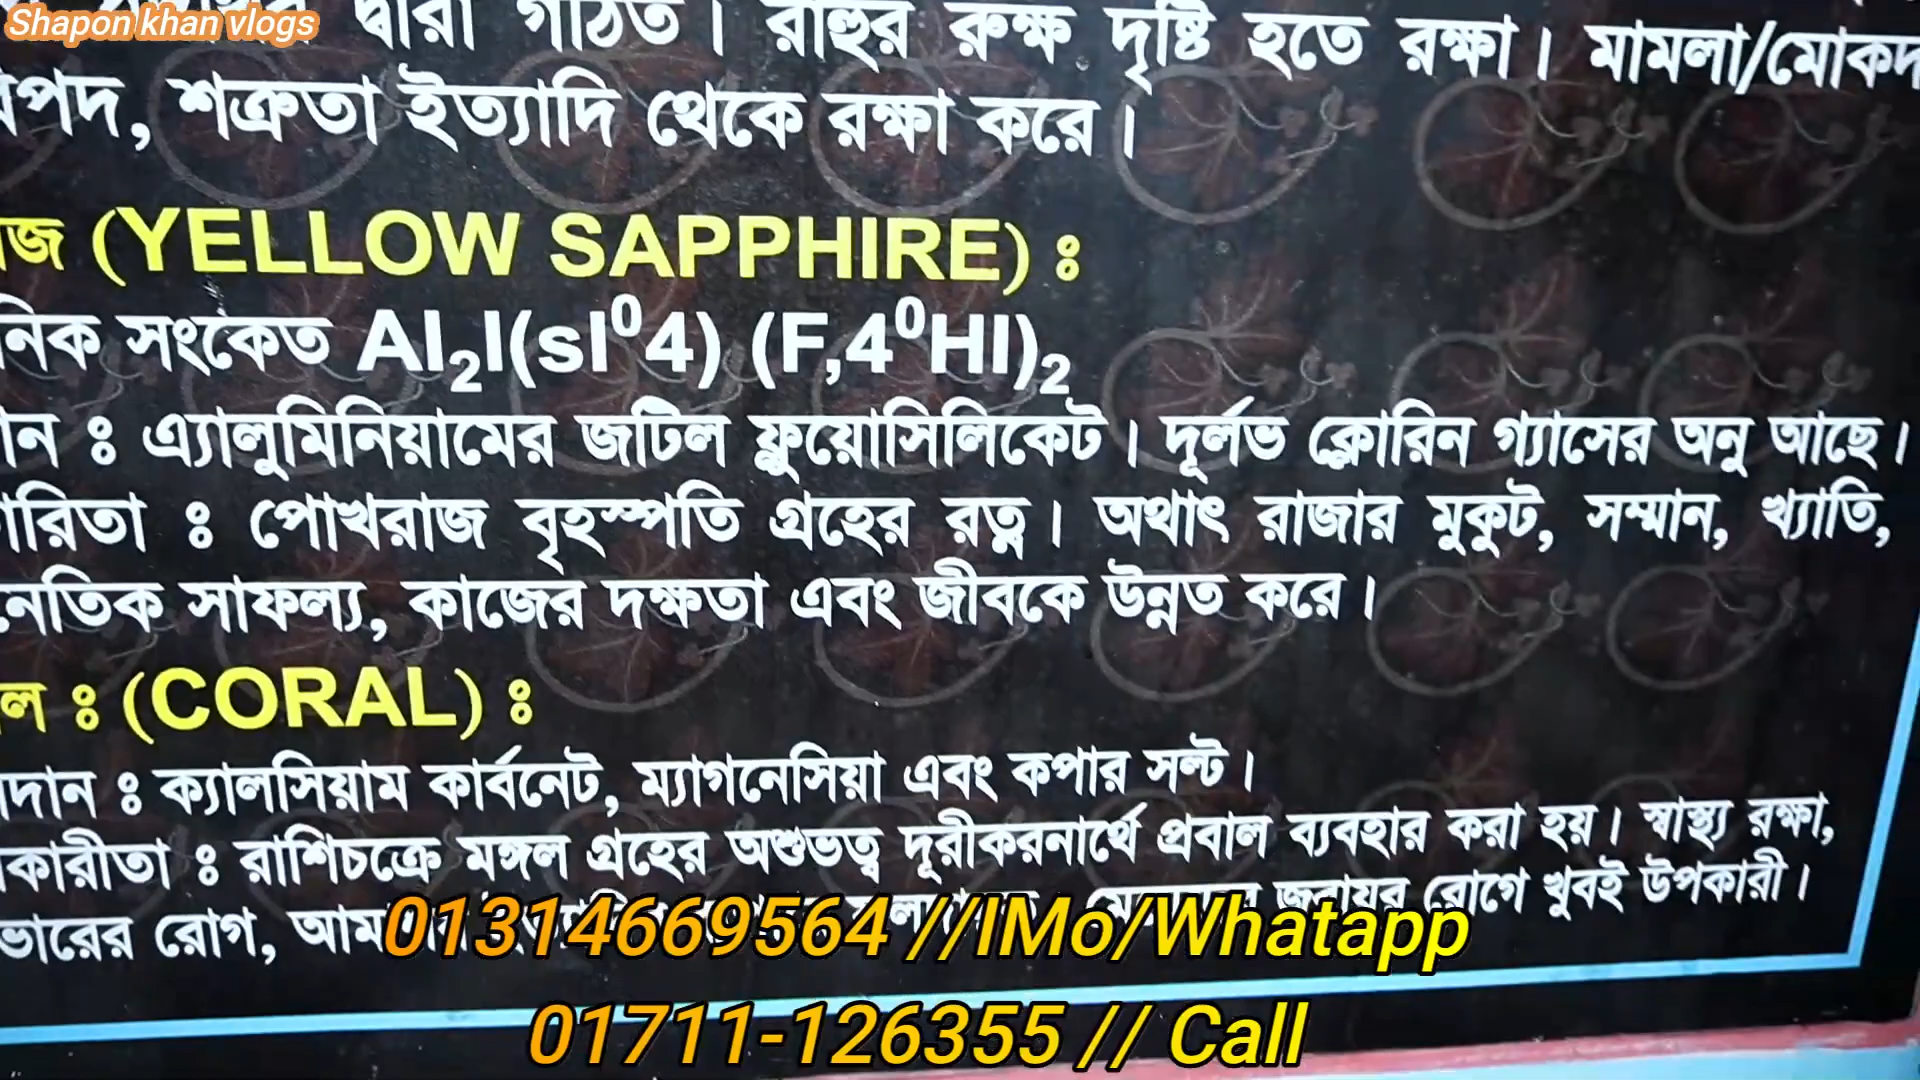 Shapon khan vlogs
দ্বারা গঠিত। রাহুর রুক্ষ দৃষ্টি হতে রক্ষা। মামলা/মোকদ
পদ, শত্রুতা ইত্যাদি থেকে রক্ষা করে।
জ (YELLOW SAPPHIRE) ঃ
নিক সংকেত Al₂I(sI⁰4) (F,4⁰HI)₂
ান ঃ এ্যালুমিনিয়ামের জটিল ফ্লুয়োসিলিকেট। দূর্লভ ক্লোরিন গ্যাসের অনু আছে।
ারিতা ঃ পোখরাজ বৃহস্পতি গ্রহের রত্ন। অথাৎ রাজার মুকুট, সম্মান, খ্যাতি,
নৈতিক সাফল্য, কাজের দক্ষতা এবং জীবকে উন্নত করে।
ল ঃ (CORAL) ঃ
দান ঃ ক্যালসিয়াম কার্বনেট, ম্যাগনেসিয়া এবং কপার সল্ট।
কারীতা ঃ রাশিচক্রে মঙ্গল গ্রহের অশুভত্ব দূরীকরনার্থে প্রবাল ব্যবহার করা হয়। স্বাস্থ্য রক্ষা,
ভারের রোগ, জরায়ুর রোগে খুবই উপকারী।
01314669564 //IMo/Whatapp
01711-126355 // Call